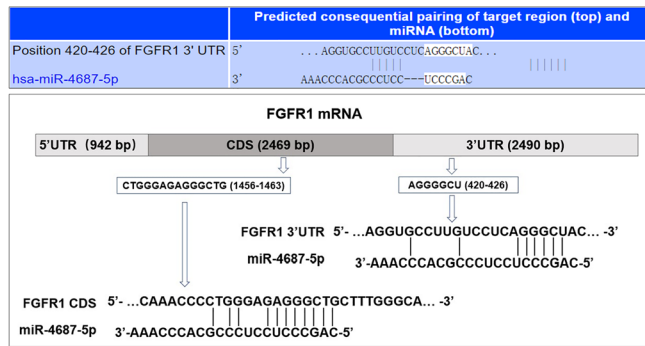 Predicted consequential pairing of target region (top) and
miRNA (bottom)
Position 420-426 of FGFR1 3' UTR 5' ...AGGUGCCUUGUCCUCAGGGCUAC...
hsa-miR-4687-5p 3' AAACCCACGCCCUCC---UCCCGAC
FGFR1 mRNA
5'UTR (942 bp) CDS (2469 bp) 3'UTR (2490 bp)
CTGGGAGAGGGCTG (1456-1463) AGGGGCU (420-426)
FGFR1 3'UTR 5'- ...AGGUGCCUUGUCCUCAGGGCUAC... -3'
miR-4687-5p 3'-AAACCCACGCCCUCCUCCCGAC-5'
FGFR1 CDS 5'- ...CAAACCCCTGGGAGAGGGCTGCTTTGGGCA... -3'
miR-4687-5p 3'-AAACCCACGCCCUCCUCCCGAC-5'